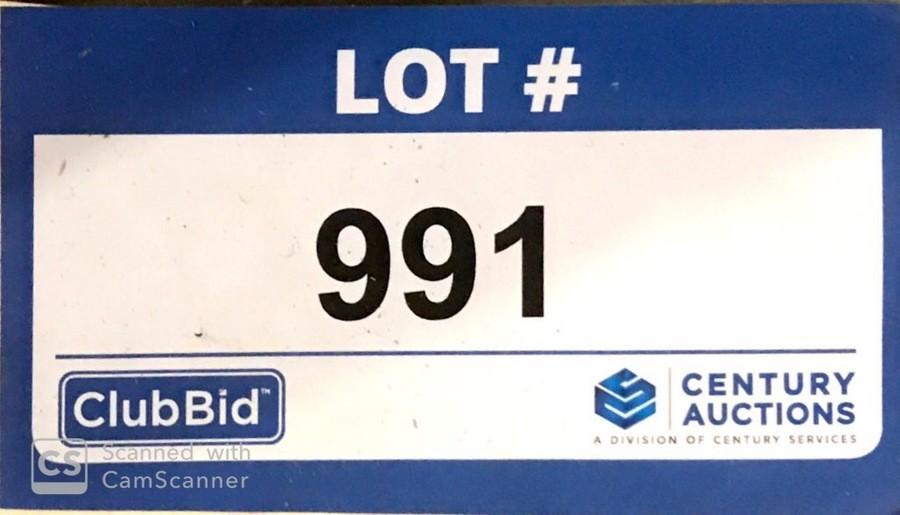 LOT #
991
ClubBid™
CENTURY
AUCTIONS
A DIVISION OF CENTURY SERVICES
CS Scanned with
CamScanner